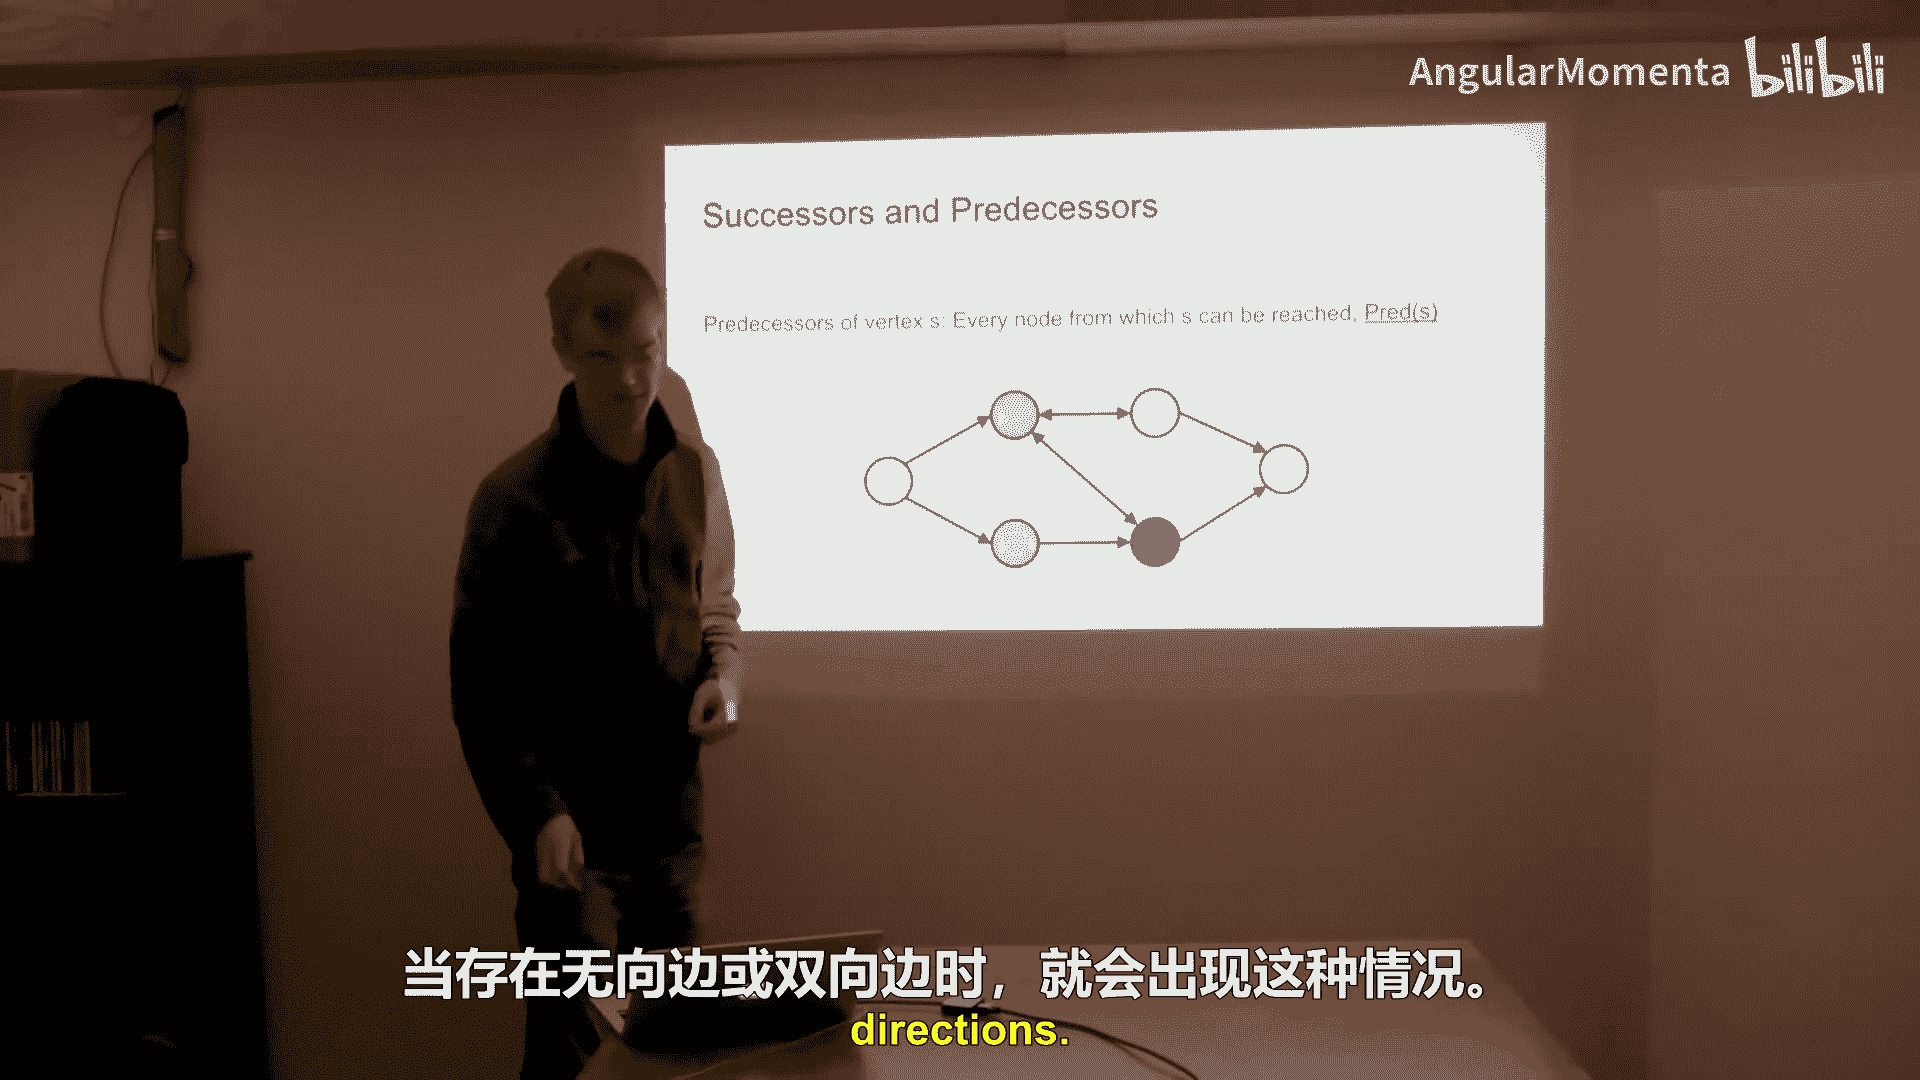 AngularMomenta bilibili
Successors and Predecessors
Predecessors of vertex s: Every node from which s can be reached, Pred(s)
当存在无向边或双向边时，就会出现这种情况。
directions.